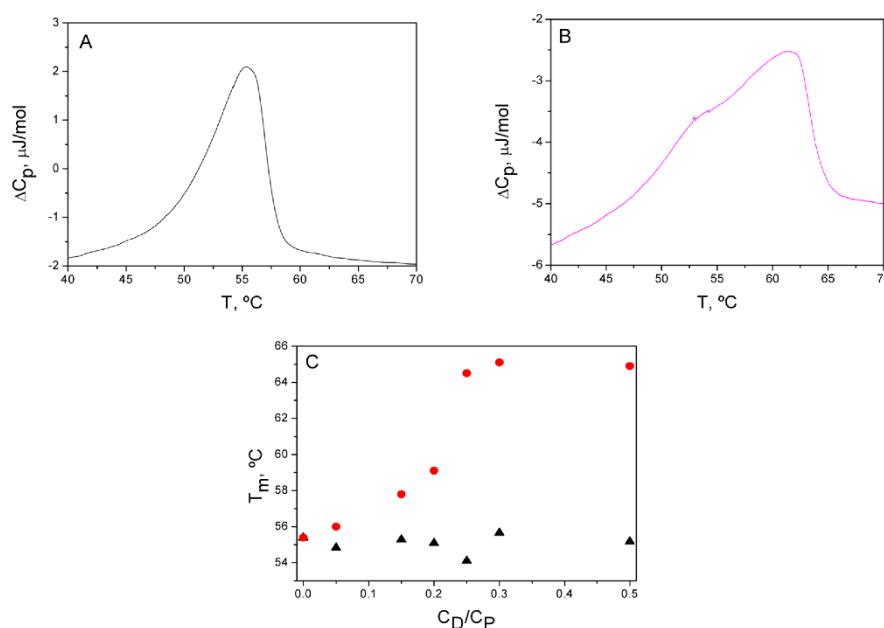 A
ΔCp, μJ/mol
3
2
1
0
-1
-2
40 45 50 55 60 65 70
T, ºC
B
ΔCp, μJ/mol
-2
-3
-4
-5
-6
40 45 50 55 60 65 70
T, ºC
C
Tm, ºC
66
64
62
60
58
56
54
0.0 0.1 0.2 0.3 0.4 0.5
CD/CP